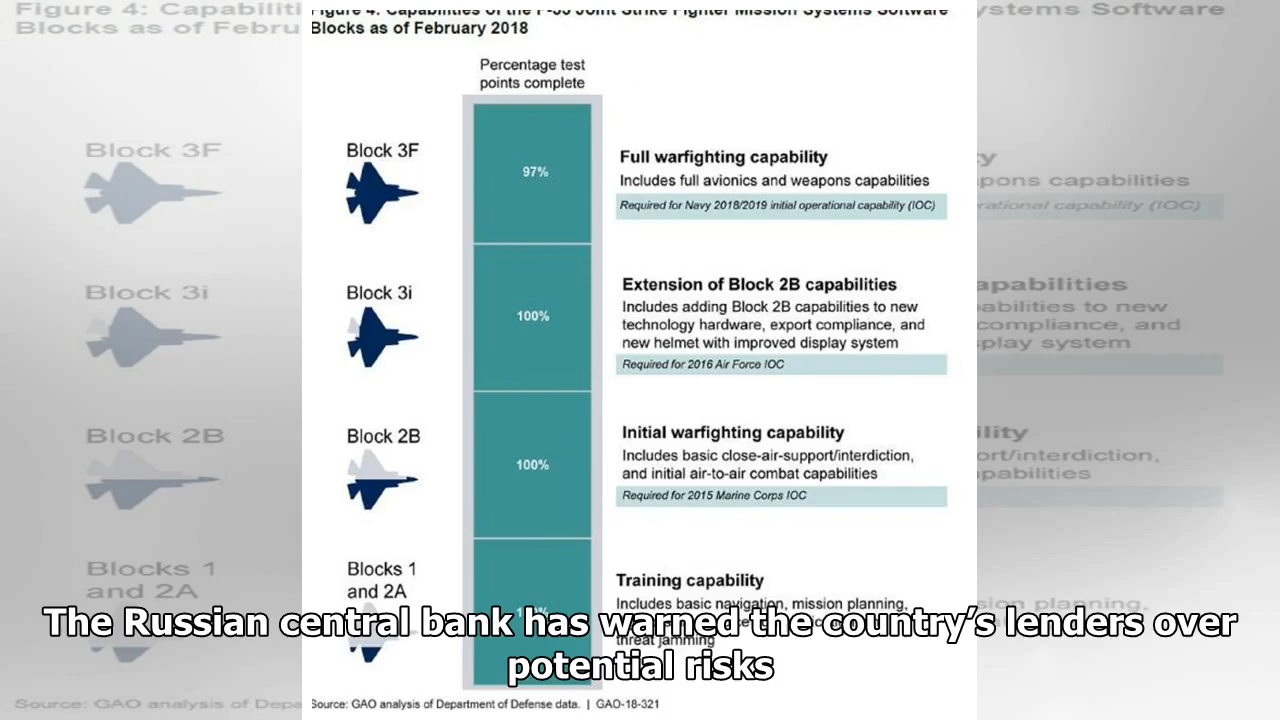 Figure 4: Capabilities of the F-35 Joint Strike Fighter Mission Systems Software
Blocks as of February 2018
Percentage test
points complete
Block 3F
97%
Full warfighting capability
Includes full avionics and weapons capabilities
Required for Navy 2018/2019 initial operational capability (IOC)
Block 3i
100%
Extension of Block 2B capabilities
Includes adding Block 2B capabilities to new
technology hardware, export compliance, and
new helmet with improved display system
Required for 2016 Air Force IOC
Block 2B
100%
Initial warfighting capability
Includes basic close-air-support/interdiction,
and initial air-to-air combat capabilities
Required for 2015 Marine Corps IOC
Blocks 1
and 2A
Training capability
Includes basic navigation, mission planning,
threat jamming
The Russian central bank has warned the country’s lenders over
potential risks
Source: GAO analysis of Department of Defense data. | GAO-18-321